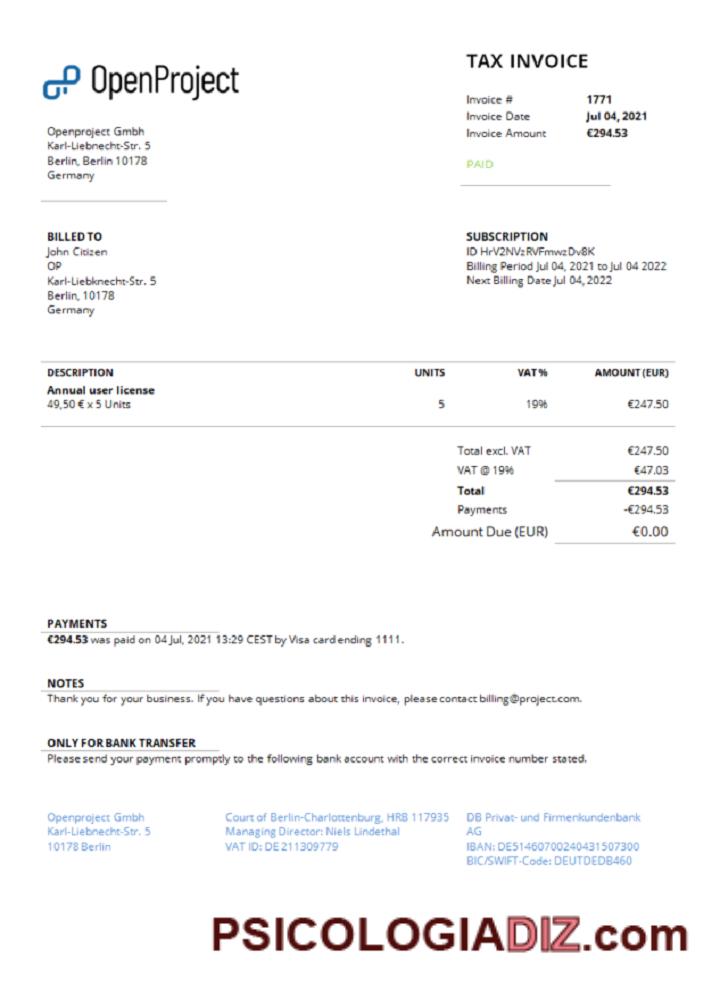 OpenProject
TAX INVOICE
Invoice # 1771
Invoice Date Jul 04, 2021
Invoice Amount €294.53
PAID
Openproject Gmbh
Karl-Liebnecht-Str. 5
Berlin, Berlin 10178
Germany
BILLED TO
John Citizen
OP
Karl-Liebknecht-Str. 5
Berlin, 10178
Germany
SUBSCRIPTION
ID HrV2NVzRVFmwzDv8K
Billing Period Jul 04, 2021 to Jul 04 2022
Next Billing Date Jul 04, 2022
DESCRIPTION UNITS VAT% AMOUNT (EUR)
Annual user license
49,50 € x 5 Units 5 19% €247.50
Total excl. VAT €247.50
VAT @ 19% €47.03
Total €294.53
Payments -€294.53
Amount Due (EUR) €0.00
PAYMENTS
€294.53 was paid on 04 Jul, 2021 13:29 CEST by Visa card ending 1111.
NOTES
Thank you for your business. If you have questions about this invoice, please contact billing@project.com.
ONLY FOR BANK TRANSFER
Please send your payment promptly to the following bank account with the correct invoice number stated.
Openproject Gmbh
Karl-Liebnecht-Str. 5
10178 Berlin
Court of Berlin-Charlottenburg, HRB 117935
Managing Director: Niels Lindethal
VAT ID: DE 211309779
DB Privat- und Firmenkundenbank
AG
IBAN: DE51460700240431507300
BIC/SWIFT-Code: DEUTDEDB460
PSICOLOGIADIZ.com